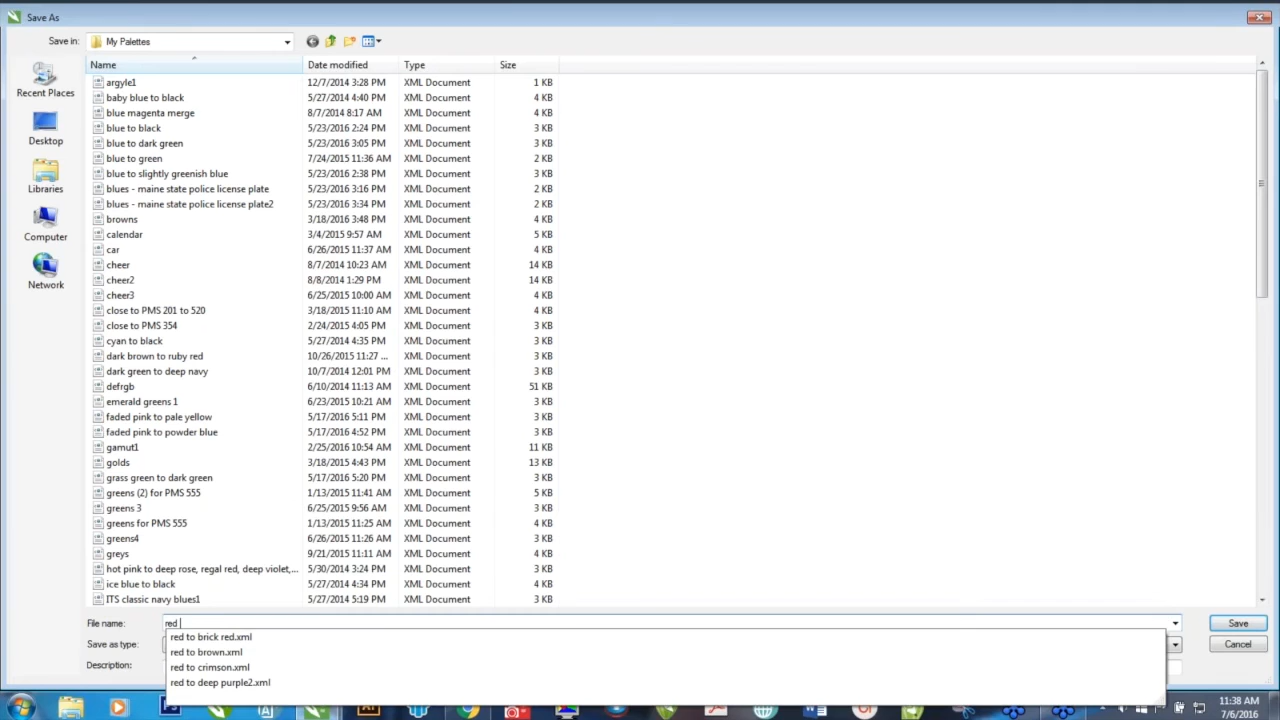 Save As
Save in: My Palettes
Name Date modified Type Size
Recent Places
Desktop
Libraries
Computer
Network
argyle1 12/7/2014 3:28 PM XML Document 1 KB
baby blue to black 5/27/2014 4:40 PM XML Document 4 KB
blue magenta merge 8/7/2014 8:17 AM XML Document 4 KB
blue to black 5/23/2016 2:24 PM XML Document 3 KB
blue to dark green 5/23/2016 3:05 PM XML Document 3 KB
blue to green 7/24/2015 11:36 AM XML Document 2 KB
blue to slightly greenish blue 5/23/2016 2:38 PM XML Document 3 KB
blues - maine state police license plate 5/23/2016 3:16 PM XML Document 2 KB
blues - maine state police license plate2 5/23/2016 3:34 PM XML Document 2 KB
browns 3/18/2016 3:48 PM XML Document 4 KB
calendar 3/4/2015 9:57 AM XML Document 5 KB
car 6/26/2015 11:37 AM XML Document 4 KB
cheer 8/7/2014 10:23 AM XML Document 14 KB
cheer2 8/8/2014 1:29 PM XML Document 14 KB
cheer3 6/25/2015 10:00 AM XML Document 4 KB
close to PMS 201 to 520 3/18/2015 11:10 AM XML Document 4 KB
close to PMS 354 2/24/2015 4:05 PM XML Document 3 KB
cyan to black 5/27/2014 4:35 PM XML Document 3 KB
dark brown to ruby red 10/26/2015 11:27 ... XML Document 3 KB
dark green to deep navy 10/7/2014 12:01 PM XML Document 3 KB
defrgb 6/10/2014 11:13 AM XML Document 51 KB
emerald greens 1 6/23/2015 10:21 AM XML Document 3 KB
faded pink to pale yellow 5/17/2016 5:11 PM XML Document 3 KB
faded pink to powder blue 5/17/2016 4:52 PM XML Document 3 KB
gamut1 2/25/2016 10:54 AM XML Document 11 KB
golds 3/18/2015 4:43 PM XML Document 13 KB
grass green to dark green 5/17/2016 5:20 PM XML Document 3 KB
greens (2) for PMS 555 1/13/2015 11:41 AM XML Document 5 KB
greens 3 6/25/2015 9:56 AM XML Document 3 KB
greens for PMS 555 1/13/2015 11:25 AM XML Document 4 KB
greens4 6/26/2015 11:26 AM XML Document 3 KB
greys 9/21/2015 11:11 AM XML Document 4 KB
hot pink to deep rose, regal red, deep violet,... 5/30/2014 3:24 PM XML Document 3 KB
ice blue to black 5/27/2014 4:34 PM XML Document 4 KB
ITS classic navy blues1 5/27/2014 5:19 PM XML Document 3 KB
File name: red Save
Save as type: Cancel
Description:
red to brick red.xml
red to brown.xml
red to crimson.xml
red to deep purple2.xml
11:38 AM
7/6/2016